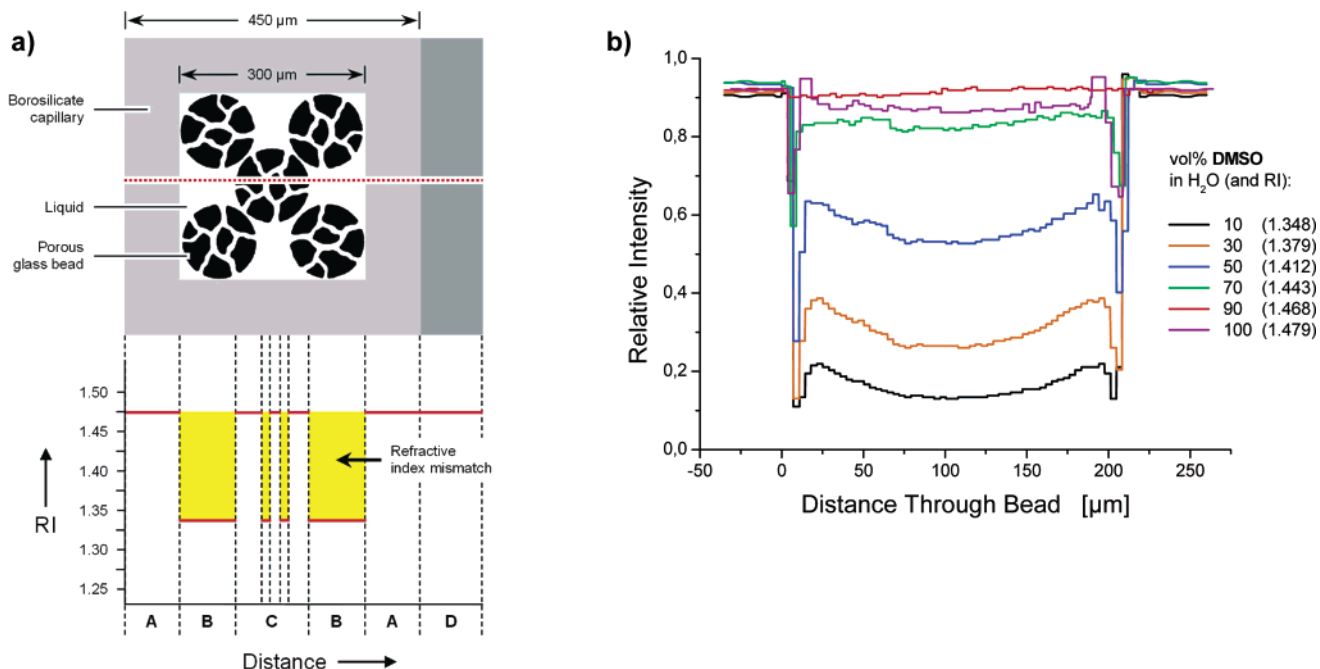 a)
450 µm
300 µm
Borosilicate
capillary
Liquid
Porous
glass bead
1.50
1.45
1.40
1.35
1.30
1.25
RI
Refractive
index mismatch
A B C B A D
Distance
b)
1,0
0,8
0,6
0,4
0,2
0,0
Relative Intensity
-50 0 50 100 150 200 250
Distance Through Bead [µm]
vol% DMSO
in H₂O (and RI):
10 (1.348)
30 (1.379)
50 (1.412)
70 (1.443)
90 (1.468)
100 (1.479)